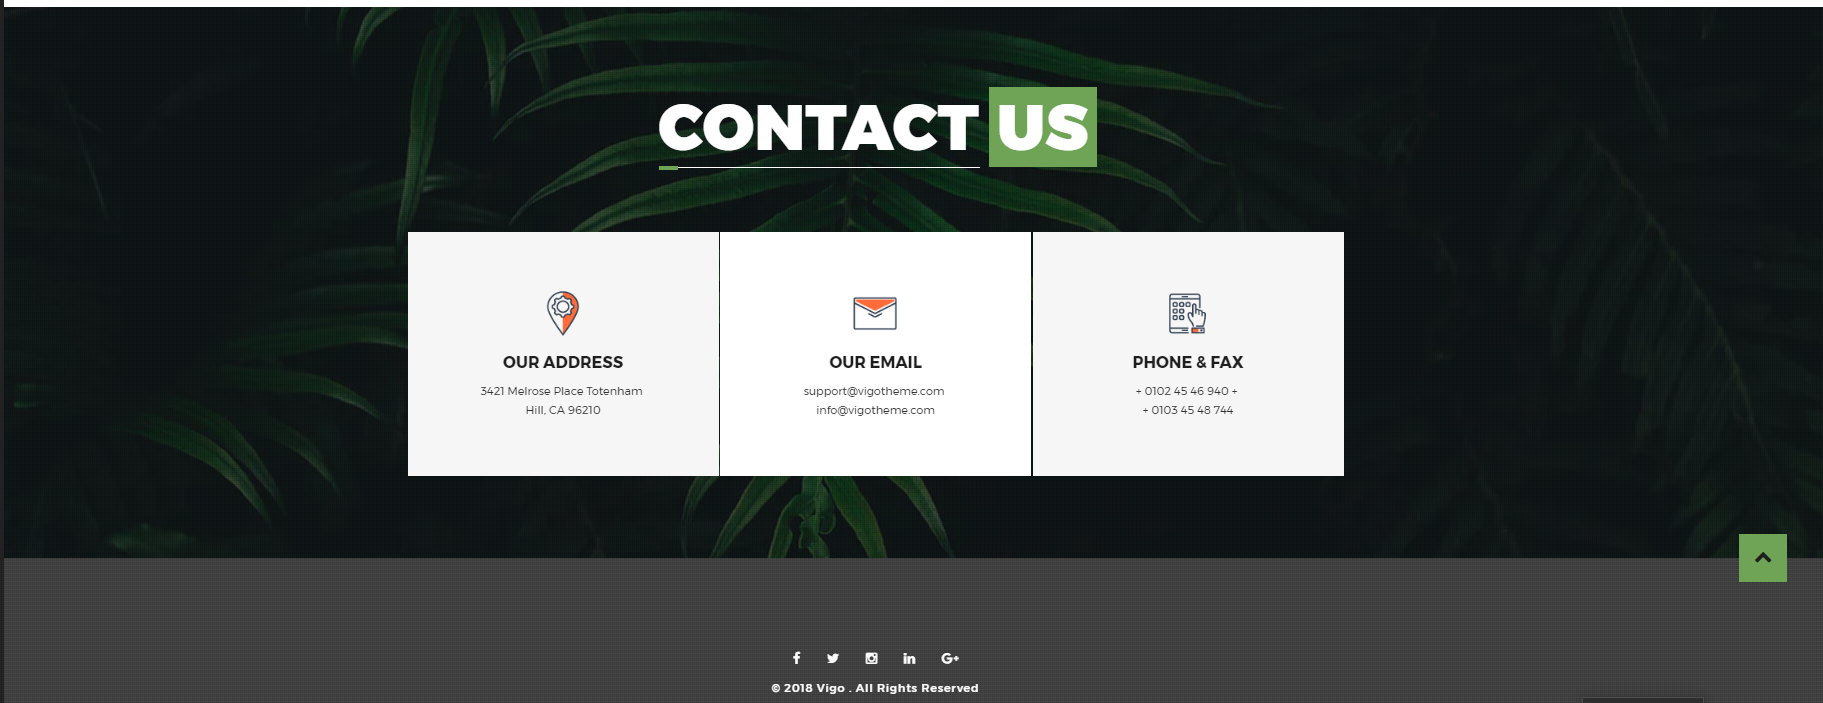 CONTACT US
OUR ADDRESS
3421 Melrose Place Totenham
Hill, CA 96210
OUR EMAIL
support@vigotheme.com
info@vigotheme.com
PHONE & FAX
+ 0102 45 46 940 +
+ 0103 45 48 744
© 2018 Vigo . All Rights Reserved